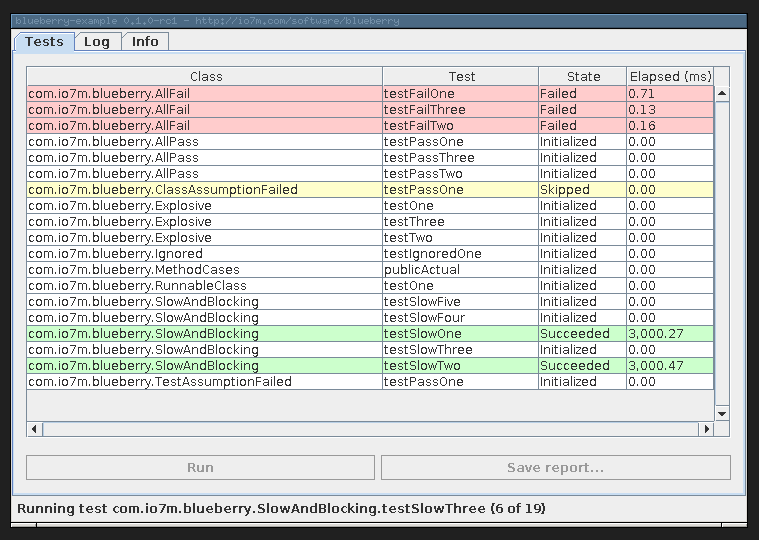 blueberry-example 0.1.0-rc1 - http://io7m.com/software/blueberry
Tests Log Info
Class Test State Elapsed (ms)
com.io7m.blueberry.AllFail testFailOne Failed 0.71
com.io7m.blueberry.AllFail testFailThree Failed 0.13
com.io7m.blueberry.AllFail testFailTwo Failed 0.16
com.io7m.blueberry.AllPass testPassOne Initialized 0.00
com.io7m.blueberry.AllPass testPassThree Initialized 0.00
com.io7m.blueberry.AllPass testPassTwo Initialized 0.00
com.io7m.blueberry.ClassAssumptionFailed testPassOne Skipped 0.00
com.io7m.blueberry.Explosive testOne Initialized 0.00
com.io7m.blueberry.Explosive testThree Initialized 0.00
com.io7m.blueberry.Explosive testTwo Initialized 0.00
com.io7m.blueberry.Ignored testIgnoredOne Initialized 0.00
com.io7m.blueberry.MethodCases publicActual Initialized 0.00
com.io7m.blueberry.RunnableClass testOne Initialized 0.00
com.io7m.blueberry.SlowAndBlocking testSlowFive Initialized 0.00
com.io7m.blueberry.SlowAndBlocking testSlowFour Initialized 0.00
com.io7m.blueberry.SlowAndBlocking testSlowOne Succeeded 3,000.27
com.io7m.blueberry.SlowAndBlocking testSlowThree Initialized 0.00
com.io7m.blueberry.SlowAndBlocking testSlowTwo Succeeded 3,000.47
com.io7m.blueberry.TestAssumptionFailed testPassOne Initialized 0.00
Run Save report...
Running test com.io7m.blueberry.SlowAndBlocking.testSlowThree (6 of 19)